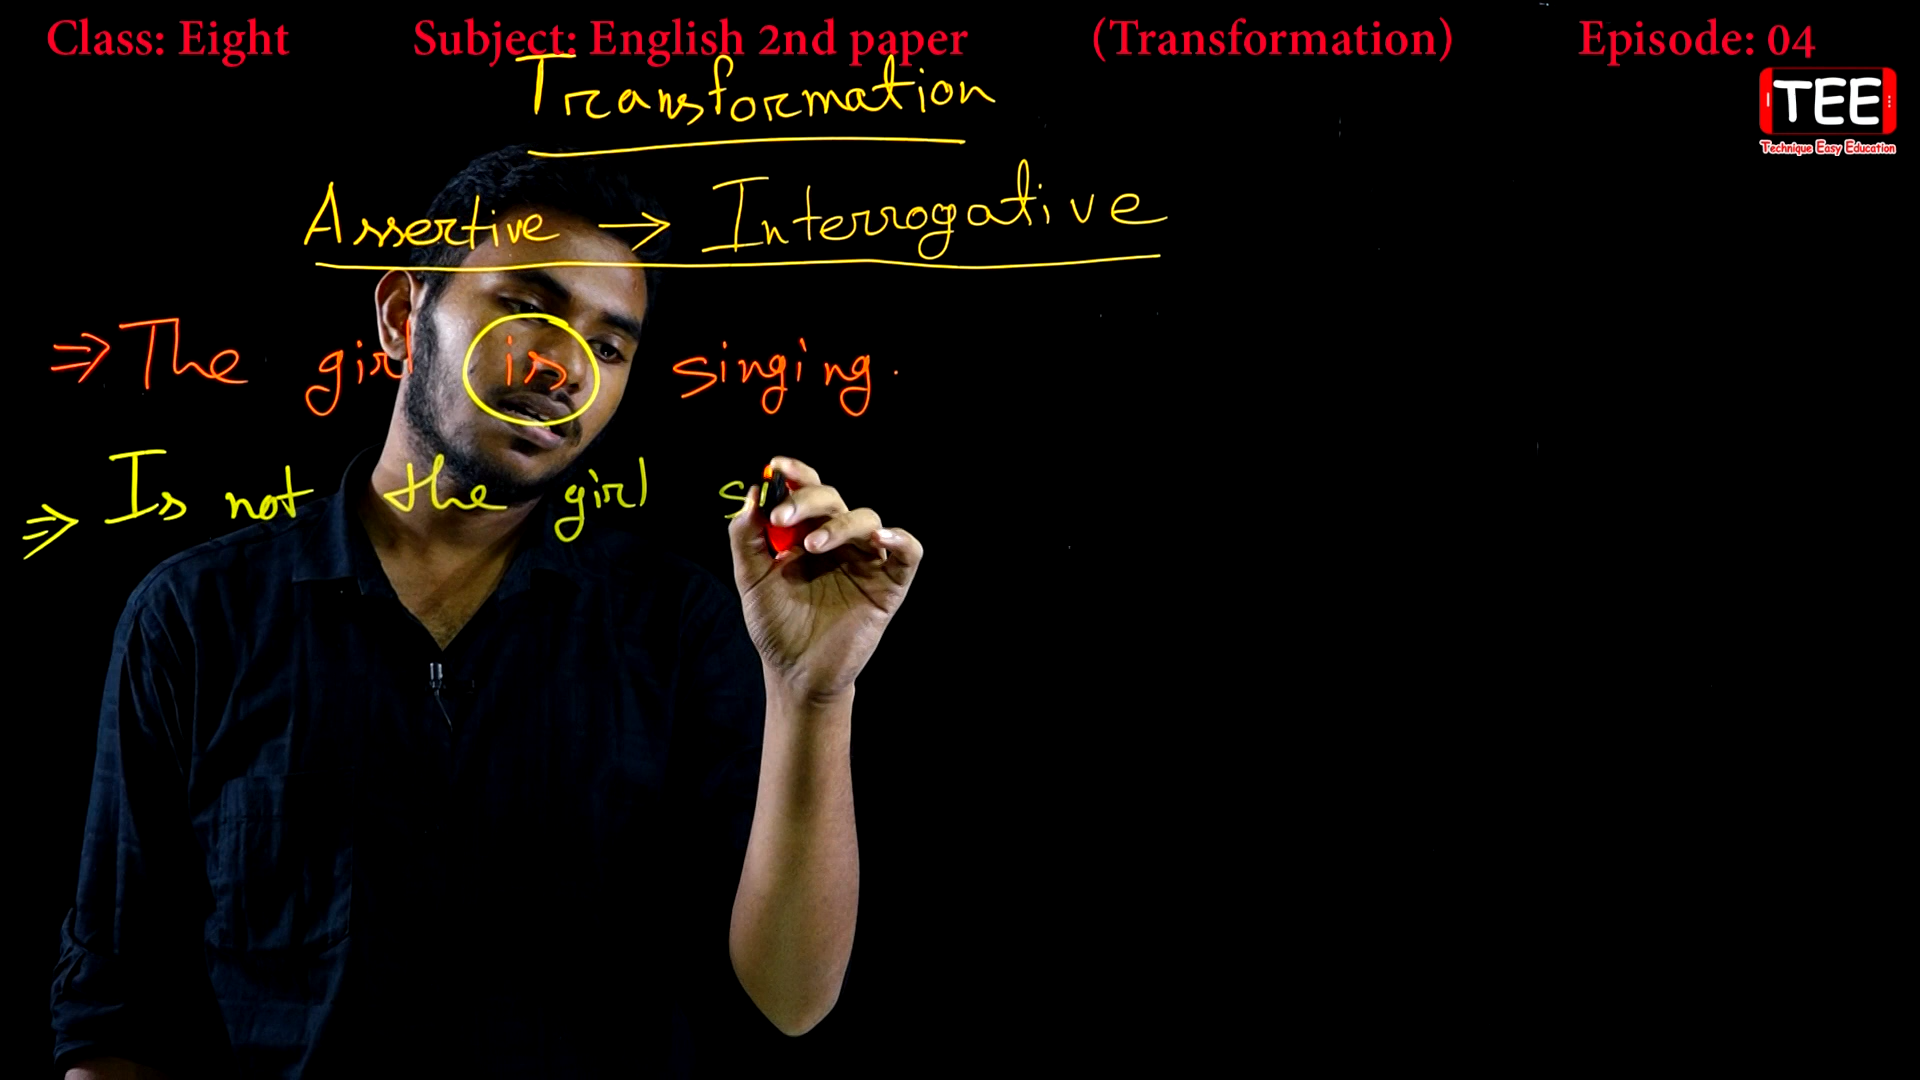 Class: Eight Subject: English 2nd paper (Transformation) Episode: 04
TEE
Technique Easy Education
Transformation
Assertive → Interrogative
⇒ The girl is singing.
⇒ Is not the girl si